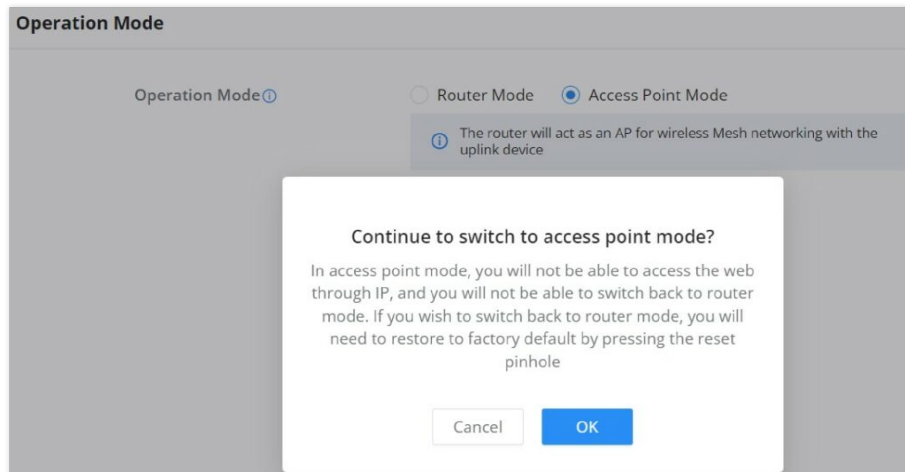 Operation Mode
Operation Mode
Router Mode
Access Point Mode
The router will act as an AP for wireless Mesh networking with the
uplink device
Continue to switch to access point mode?
In access point mode, you will not be able to access the web
through IP, and you will not be able to switch back to router
mode. If you wish to switch back to router mode, you will
need to restore to factory default by pressing the reset
pinhole
Cancel
OK